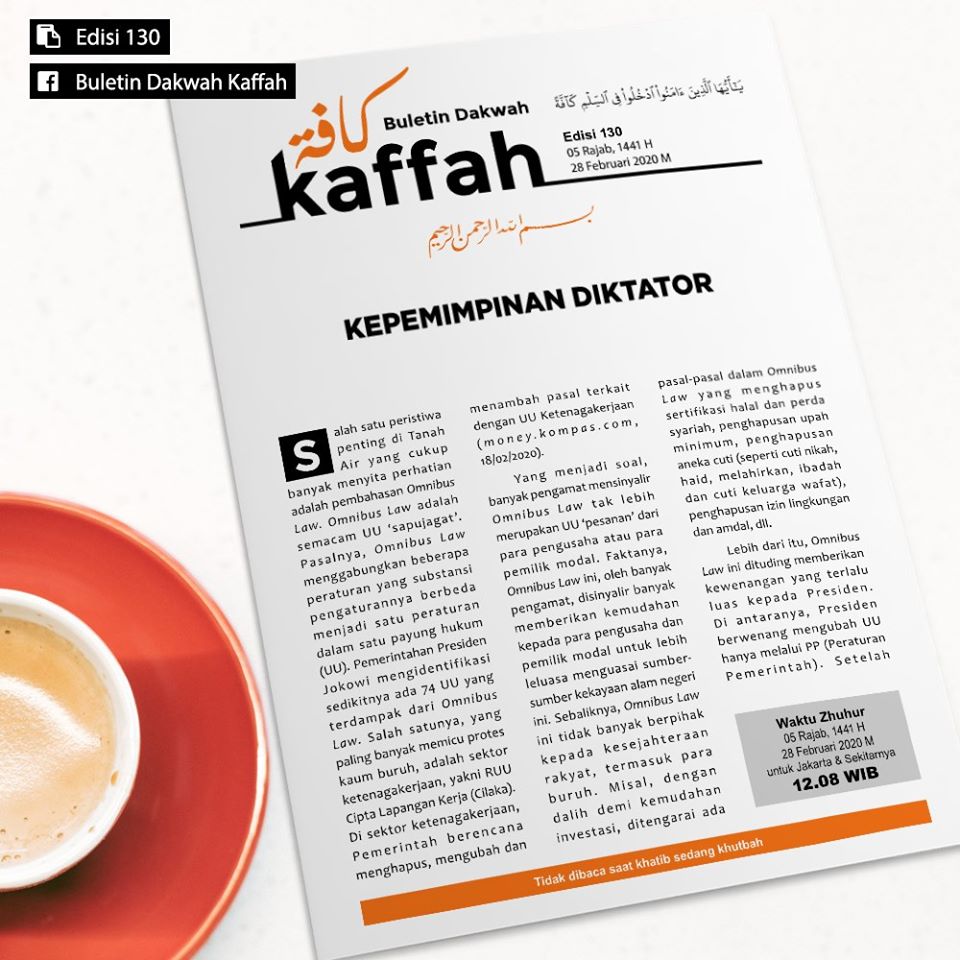 Edisi 130
Buletin Dakwah Kaffah
كافة
Buletin Dakwah
kaffah
يَـٰٓأَيُّهَا ٱلَّذِينَ ءَامَنُوا۟ ٱدْخُلُوا۟ فِى ٱلسِّلْمِ كَآفَّةً
Edisi 130
05 Rajab, 1441 H
28 Februari 2020 M
بسم الله الرحمن الرحيم
KEPEMIMPINAN DIKTATOR
Salah satu peristiwa
penting di Tanah
Air yang cukup
banyak menyita perhatian
adalah pembahasan Omnibus
Law. Omnibus Law adalah
semacam UU ‘sapujagat’.
Pasalnya, Omnibus Law
menggabungkan beberapa
peraturan yang substansi
pengaturannya berbeda
menjadi satu peraturan
dalam satu payung hukum
(UU). Pemerintahan Presiden
Jokowi mengidentifikasi
sedikitnya ada 74 UU yang
terdampak dari Omnibus
Law. Salah satunya, yang
paling banyak memicu protes
kaum buruh, adalah sektor
ketenagakerjaan, yakni RUU
Cipta Lapangan Kerja (Cilaka).
Di sektor ketenagakerjaan,
Pemerintah berencana
menghapus, mengubah dan
menambah pasal terkait
dengan UU Ketenagakerjaan
(money.kompas.com,
18/02/2020).
Yang menjadi soal,
banyak pengamat mensinyalir
Omnibus Law tak lebih
merupakan UU ‘pesanan’ dari
para pengusaha atau para
pemilik modal. Faktanya,
Omnibus Law ini, oleh banyak
pengamat, disinyalir banyak
memberikan kemudahan
kepada para pengusaha dan
pemilik modal untuk lebih
leluasa menguasai sumber-
sumber kekayaan alam negeri
ini. Sebaliknya, Omnibus Law
ini tidak banyak berpihak
kepada kesejahteraan
rakyat, termasuk para
buruh. Misal, dengan
dalih demi kemudahan
investasi, ditengarai ada
pasal-pasal dalam Omnibus
Law yang menghapus
sertifikasi halal dan perda
syariah, penghapusan upah
minimum, penghapusan
aneka cuti (seperti cuti nikah,
haid, melahirkan, ibadah
dan cuti keluarga wafat),
penghapusan izin lingkungan
dan amdal, dll.
Lebih dari itu, Omnibus
Law ini dituding memberikan
kewenangan yang terlalu
luas kepada Presiden.
Di antaranya, Presiden
berwenang mengubah UU
hanya melalui PP (Peraturan
Pemerintah). Setelah
Waktu Zhuhur
05 Rajab, 1441 H
28 Februari 2020 M
untuk Jakarta & Sekitarnya
12.08 WIB
Tidak dibaca saat khatib sedang khutbah